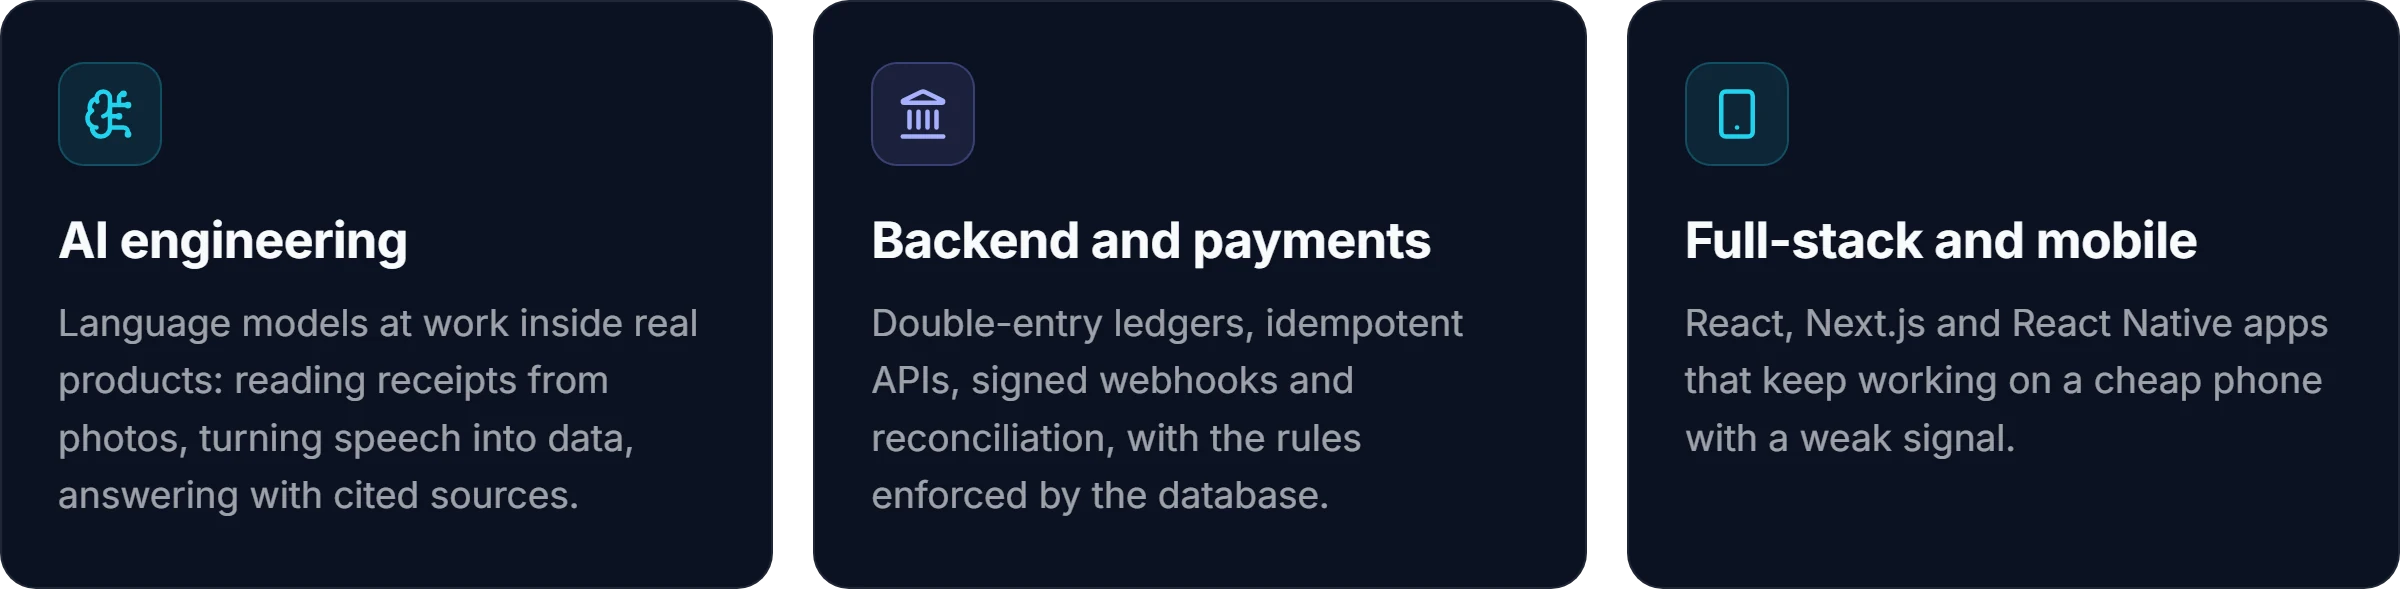 AI engineering
Language models at work inside real
products: reading receipts from
photos, turning speech into data,
answering with cited sources.
Backend and payments
Double-entry ledgers, idempotent
APIs, signed webhooks and
reconciliation, with the rules
enforced by the database.
Full-stack and mobile
React, Next.js and React Native apps
that keep working on a cheap phone
with a weak signal.